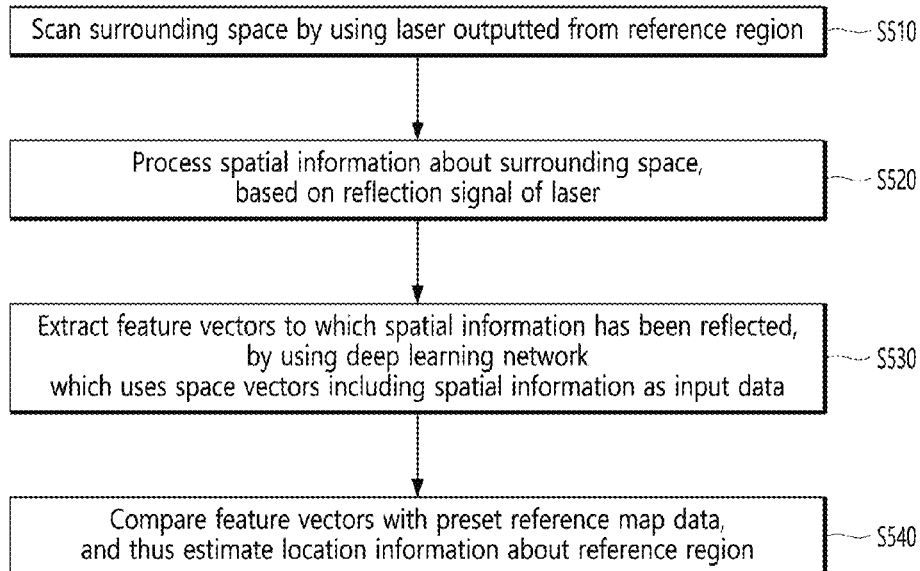 Scan surrounding space by using laser outputted from reference region
S510
Process spatial information about surrounding space,
based on reflection signal of laser
S520
Extract feature vectors to which spatial information has been reflected,
by using deep learning network
which uses space vectors including spatial information as input data
S530
Compare feature vectors with preset reference map data,
and thus estimate location information about reference region
S540